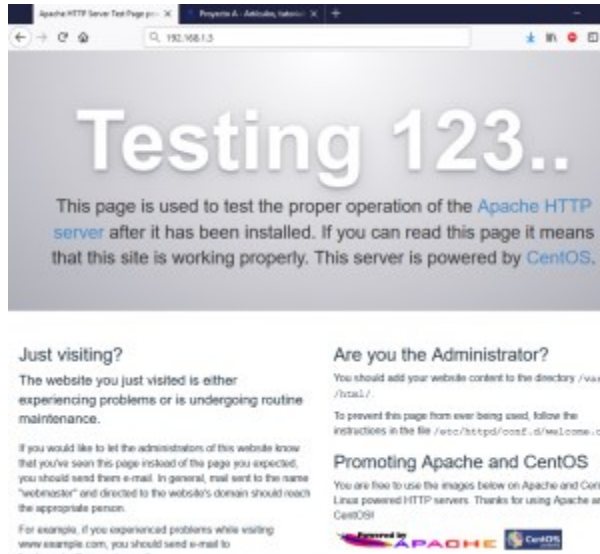 Apache HTTP Server Test Page po
Proyecto A - Artículos, tutorial
192.168.1.3
Testing 123..
This page is used to test the proper operation of the Apache HTTP
server after it has been installed. If you can read this page it means
that this site is working properly. This server is powered by CentOS.
Just visiting?
The website you just visited is either
experiencing problems or is undergoing routine
maintenance.
If you would like to let the administrators of this website know
that you've seen this page instead of the page you expected,
you should send them e-mail. In general, mail sent to the name
"webmaster" and directed to the website's domain should reach
the appropriate person.
For example, if you experienced problems while visiting
www.example.com, you should send e-mail to
Are you the Administrator?
You should add your website content to the directory /va
/html/.
To prevent this page from ever being used, follow the
instructions in the file /etc/httpd/conf.d/welcome.c
Promoting Apache and CentOS
You are free to use the images below on Apache and Cen
Linux powered HTTP servers. Thanks for using Apache a
CentOS!
Powered by
APACHE
CentOS